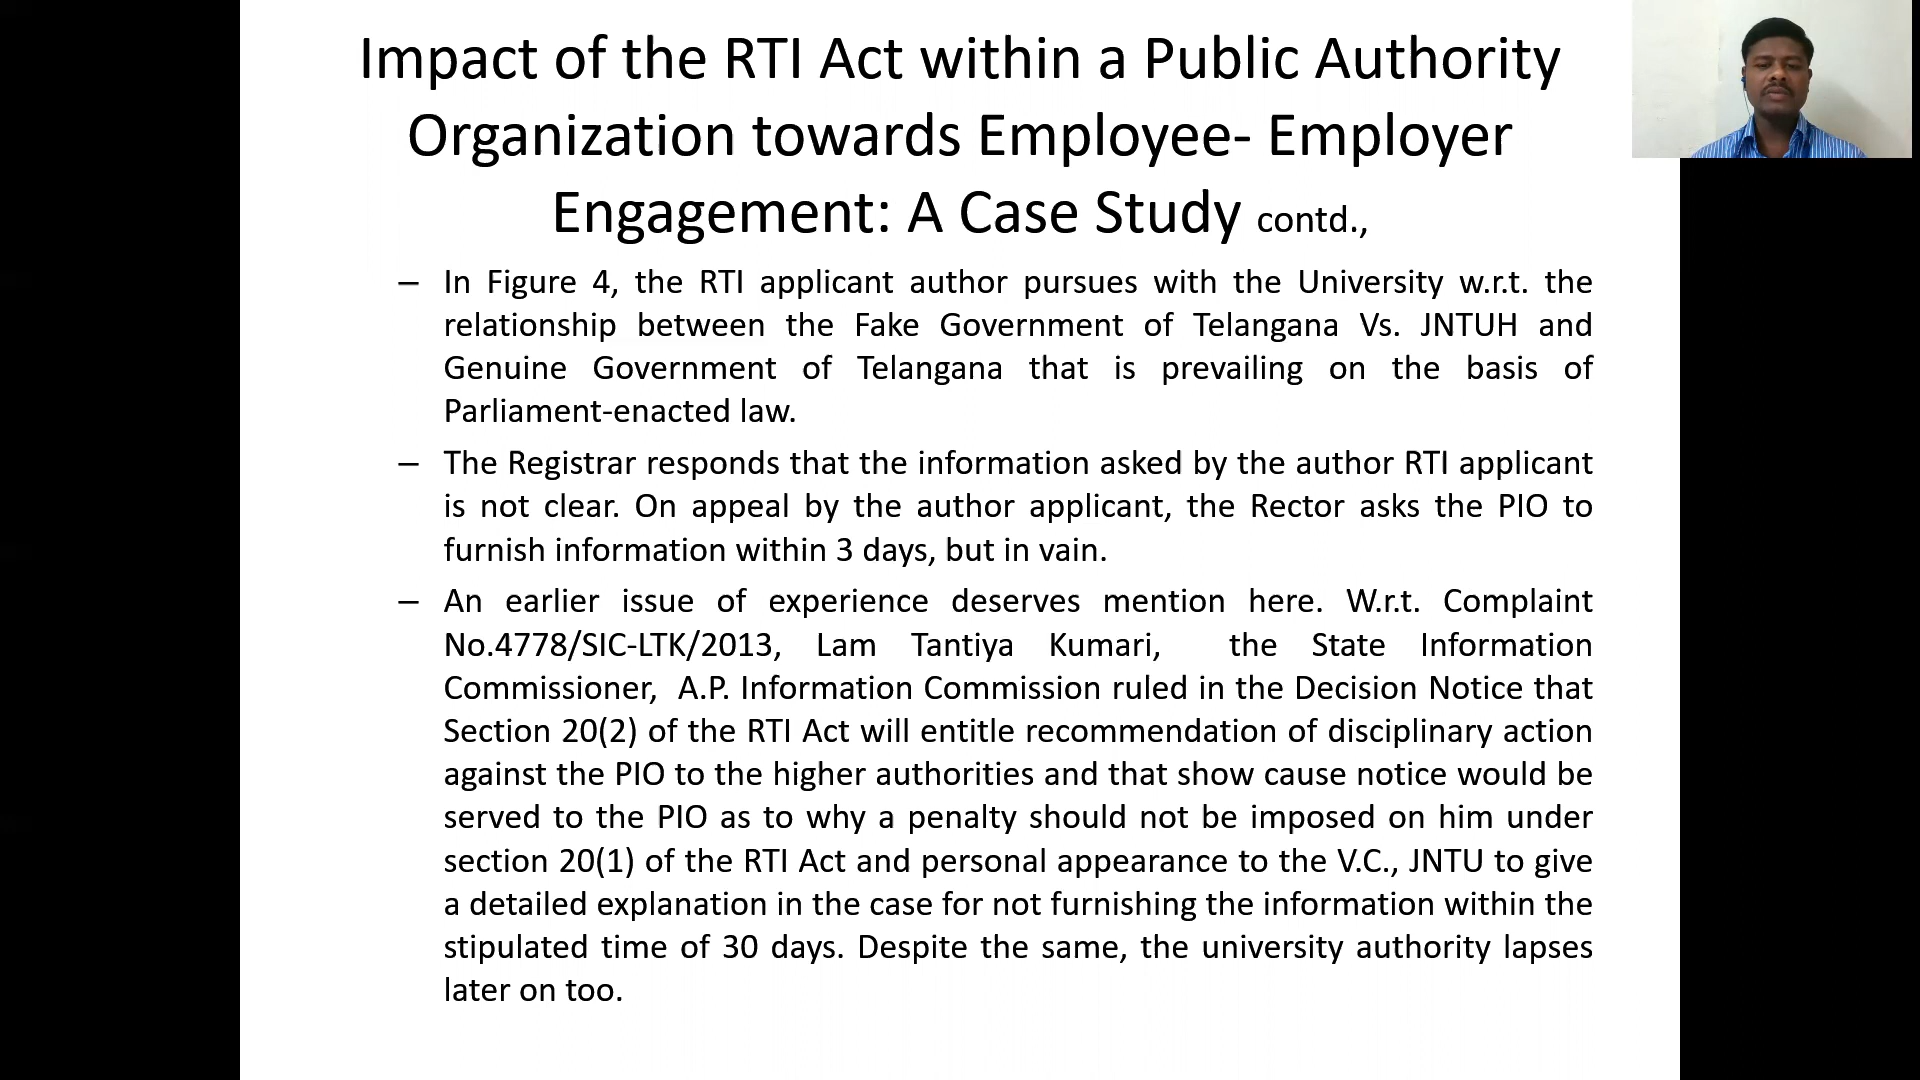 Impact of the RTI Act within a Public Authority
Organization towards Employee- Employer
Engagement: A Case Study contd.,
– In Figure 4, the RTI applicant author pursues with the University w.r.t. the
relationship between the Fake Government of Telangana Vs. JNTUH and
Genuine Government of Telangana that is prevailing on the basis of
Parliament-enacted law.
– The Registrar responds that the information asked by the author RTI applicant
is not clear. On appeal by the author applicant, the Rector asks the PIO to
furnish information within 3 days, but in vain.
– An earlier issue of experience deserves mention here. W.r.t. Complaint
No.4778/SIC-LTK/2013, Lam Tantiya Kumari, the State Information
Commissioner, A.P. Information Commission ruled in the Decision Notice that
Section 20(2) of the RTI Act will entitle recommendation of disciplinary action
against the PIO to the higher authorities and that show cause notice would be
served to the PIO as to why a penalty should not be imposed on him under
section 20(1) of the RTI Act and personal appearance to the V.C., JNTU to give
a detailed explanation in the case for not furnishing the information within the
stipulated time of 30 days. Despite the same, the university authority lapses
later on too.